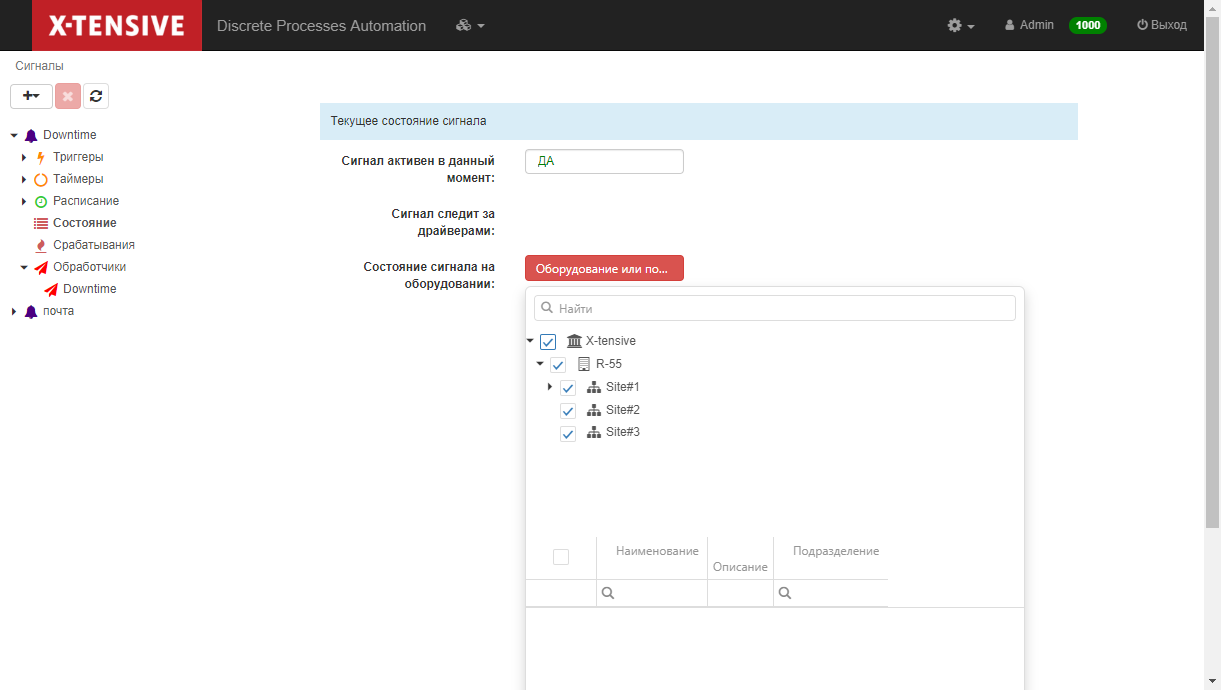 X-TENSIVE Discrete Processes Automation Admin 1000 Выход
Сигналы
Downtime
Триггеры
Таймеры
Расписание
Состояние
Срабатывания
Обработчики
Downtime
почта
Текущее состояние сигнала
Сигнал активен в данный
момент:
ДА
Сигнал следит за
драйверами:
Состояние сигнала на
оборудовании:
Оборудование или по...
Найти
X-tensive
R-55
Site#1
Site#2
Site#3
Наименование
Описание
Подразделение